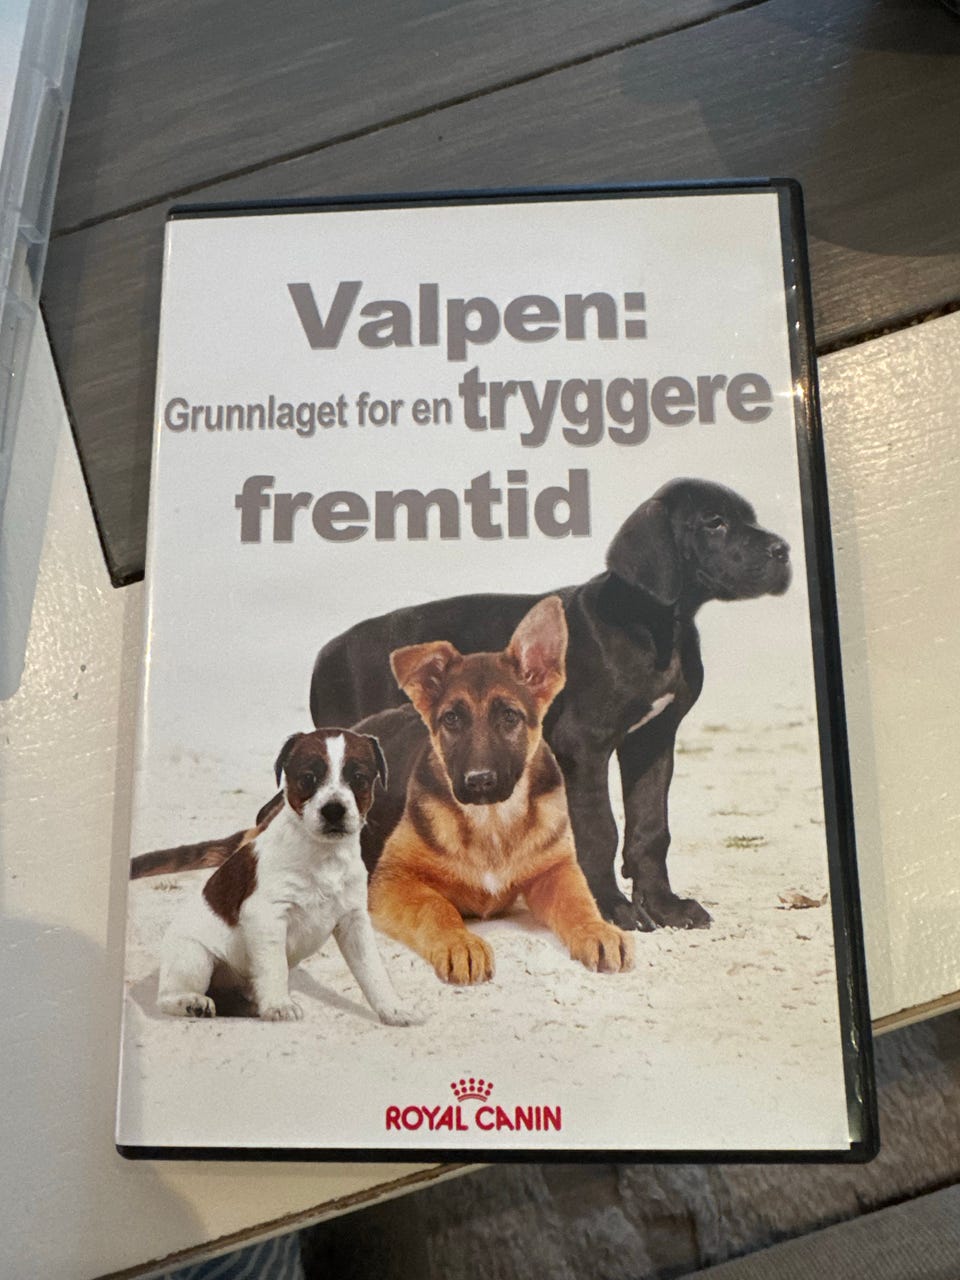 Valpen:
Grunnlaget for en tryggere
fremtid
ROYAL CANIN